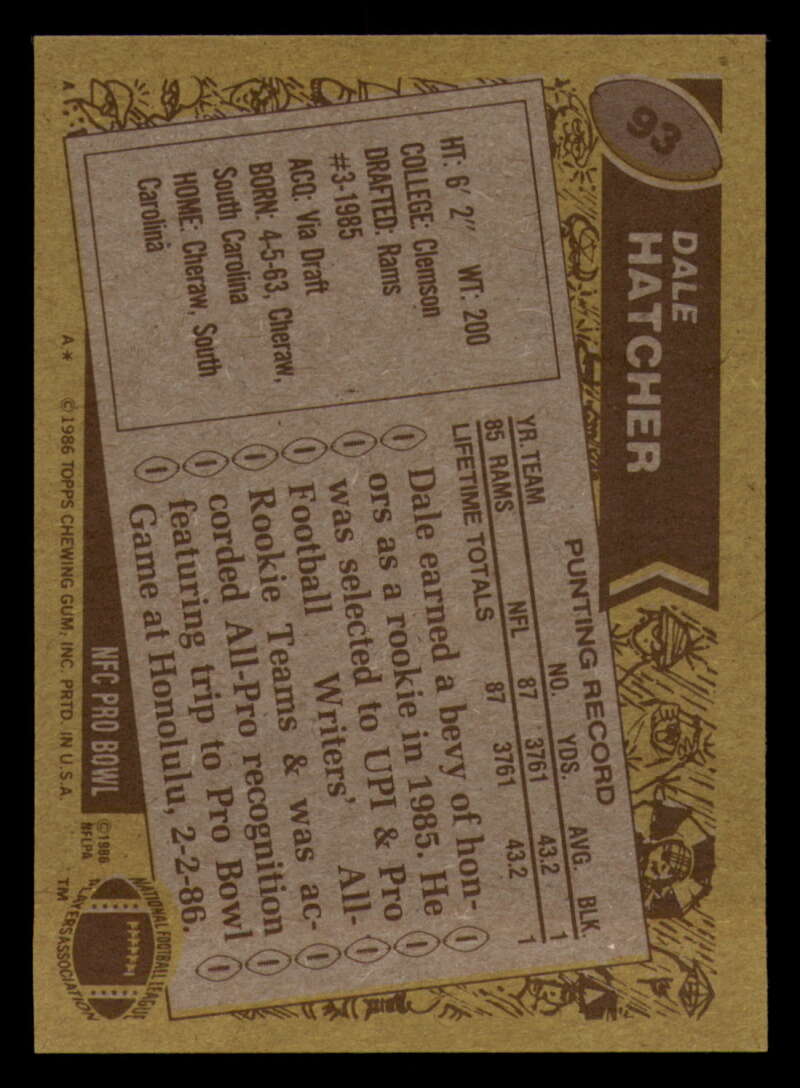 93
DALE
HATCHER
HT: 6' 2" WT: 200
COLLEGE: Clemson
DRAFTED: Rams
#3-1985
ACQ: Via Draft
BORN: 4-5-63, Cheraw,
South Carolina
HOME: Cheraw, South
Carolina
PUNTING RECORD
YR. TEAM NO. YDS. AVG. BLK.
85 RAMS NFL 87 3761 43.2 1
LIFETIME TOTALS 87 3761 43.2 1
Dale earned a bevy of hon-
ors as a rookie in 1985. He
was selected to UPI & Pro
Football Writers' All-
Rookie Teams & was ac-
corded All-Pro recognition
featuring trip to Pro Bowl
Game at Honolulu, 2-2-86.
NFC PRO BOWL
©1986
NFLPA
NATIONAL FOOTBALL LEAGUE
PLAYERS ASSOCIATION
TM
A
A.* ©1986 TOPPS CHEWING GUM, INC. PRTD. IN U.S.A.